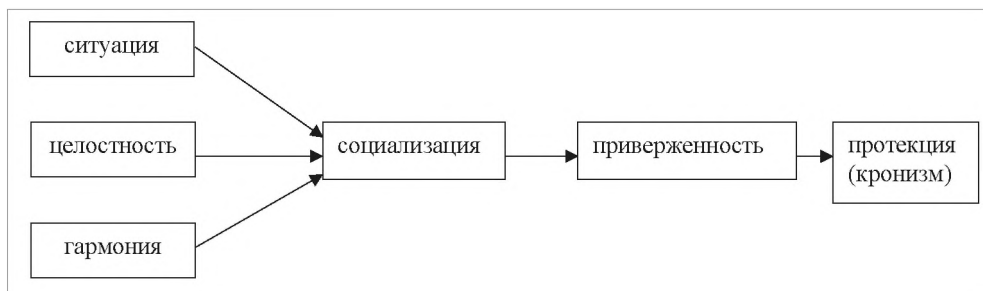 ситуация
целостность
гармония
социализация
приверженность
протекция
(кронизм)